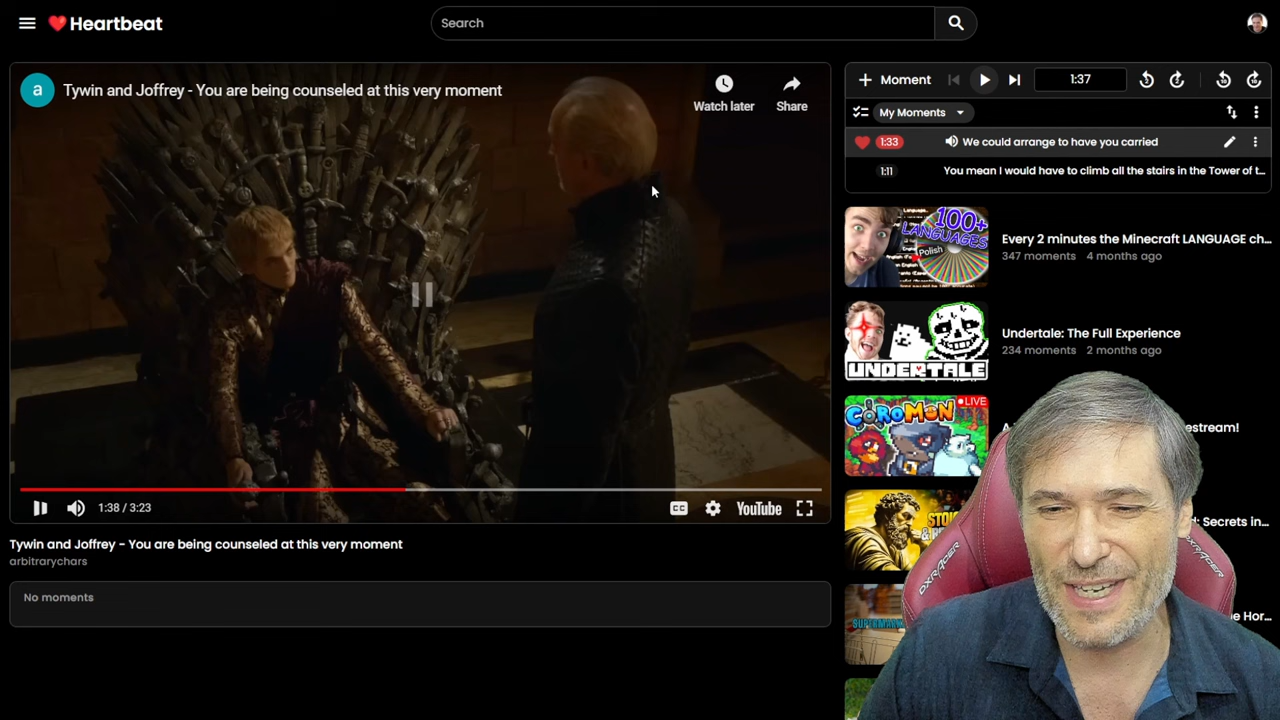 Heartbeat
Search
a
Tywin and Joffrey - You are being counseled at this very moment
Watch later
Share
1:38 / 3:23
CC
YouTube
Tywin and Joffrey - You are being counseled at this very moment
arbitrarychars
No moments
+ Moment
1:37
My Moments
1:33 We could arrange to have you carried
1:11 You mean I would have to climb all the stairs in the Tower of t...
100+
LANGUAGES
Polish
Every 2 minutes the Minecraft LANGUAGE ch...
347 moments 4 months ago
UNDERTALE
Undertale: The Full Experience
234 moments 2 months ago
COROMON
LIVE
estream!
d: Secrets in...
SUPERMARK
e Hor...
DXRACER
DXRACER